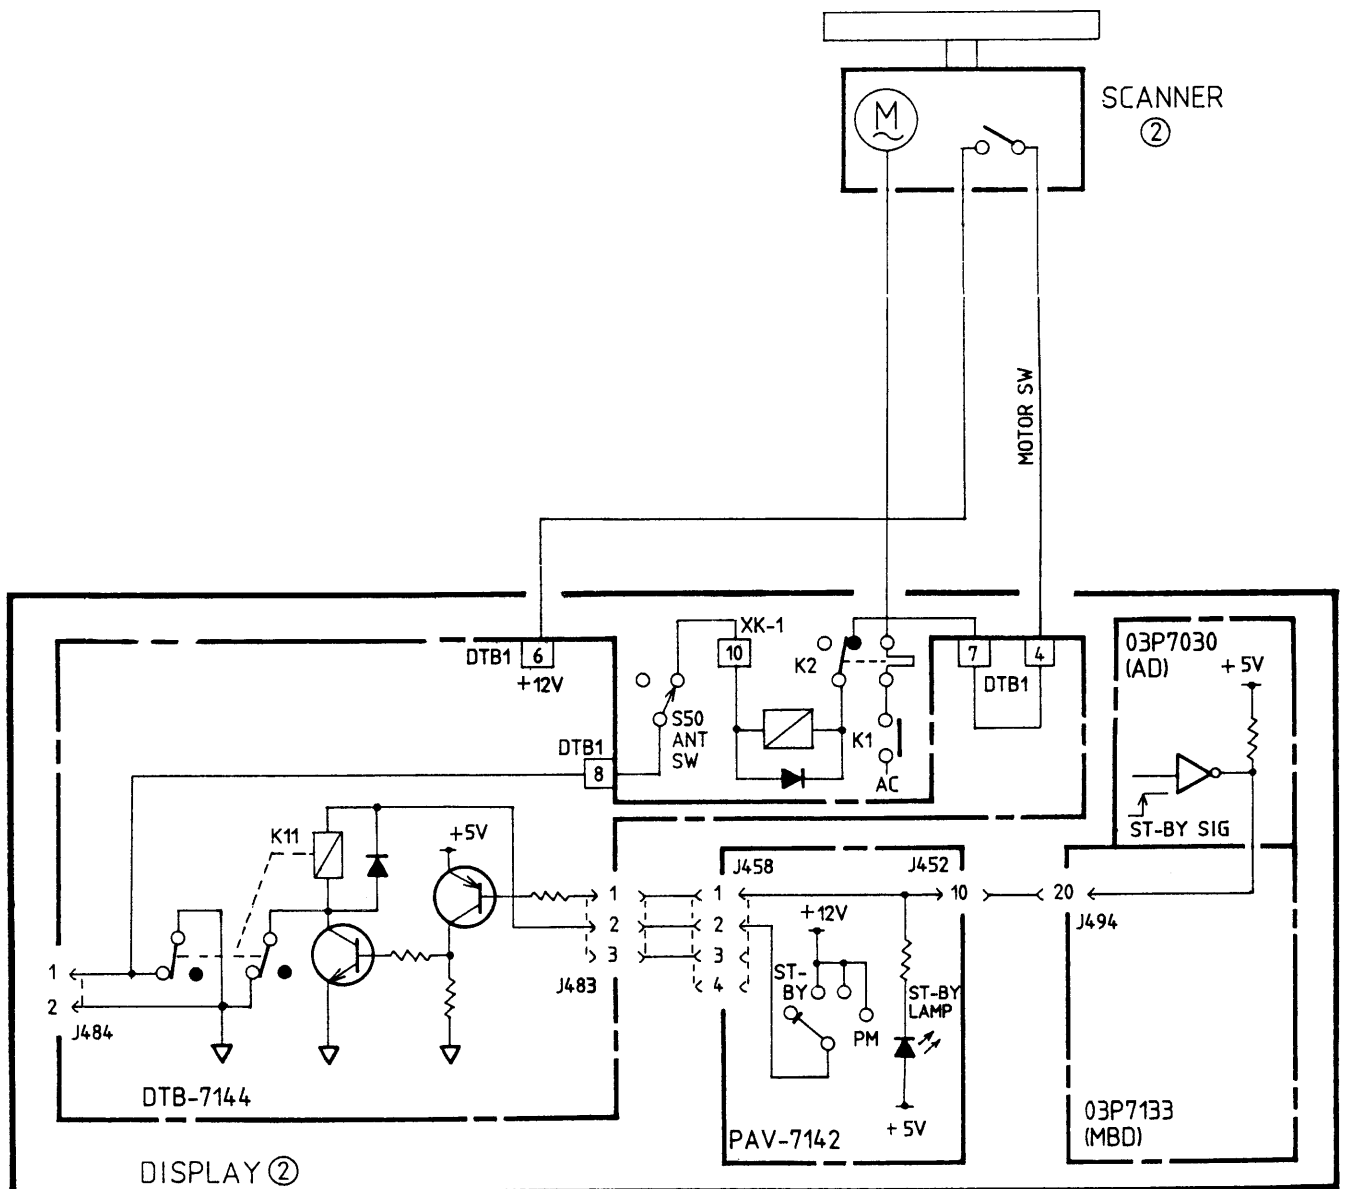 SCANNER
②
M
MOTOR SW
XK-1
10
K2
7
4
DTB1
DTB1
6
+12V
S50
ANT
SW
K1
AC
DTB1
8
03P7030
(AD)
+5V
ST-BY SIG
K11
+5V
1
2
3
J483
J458
1
2
3
4
J452
10
20
J494
+12V
ST-
BY
PM
ST-BY
LAMP
+5V
1
2
J484
DTB-7144
PAV-7142
03P7133
(MBD)
DISPLAY ②